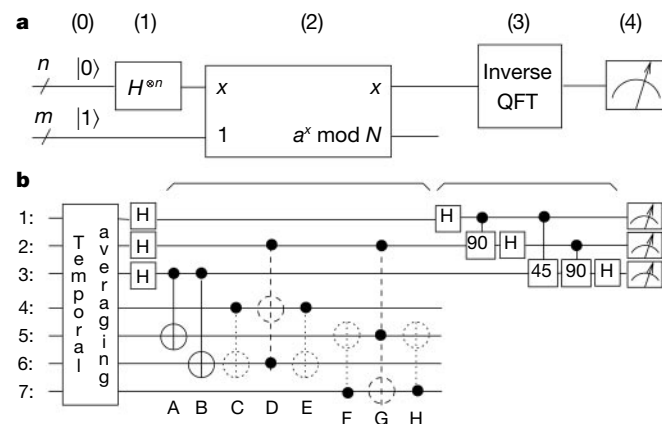 a (0) (1) (2) (3) (4)
n |0⟩ H⊗n x x Inverse QFT
m |1⟩ 1 a^x mod N
b
Temporal averaging
1: H H
2: H 90 H
3: H 45 90 H
4:
5:
6:
7:
A B C D E F G H